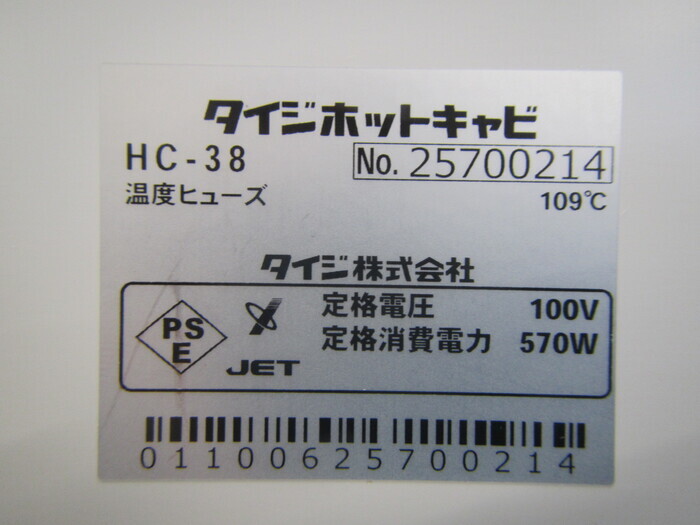 タイジホットキャビ
HC-38 No. 25700214
温度ヒューズ 109℃
タイジ株式会社
PS
E
JET
定格電圧 100V
定格消費電力 570W
01100625700214